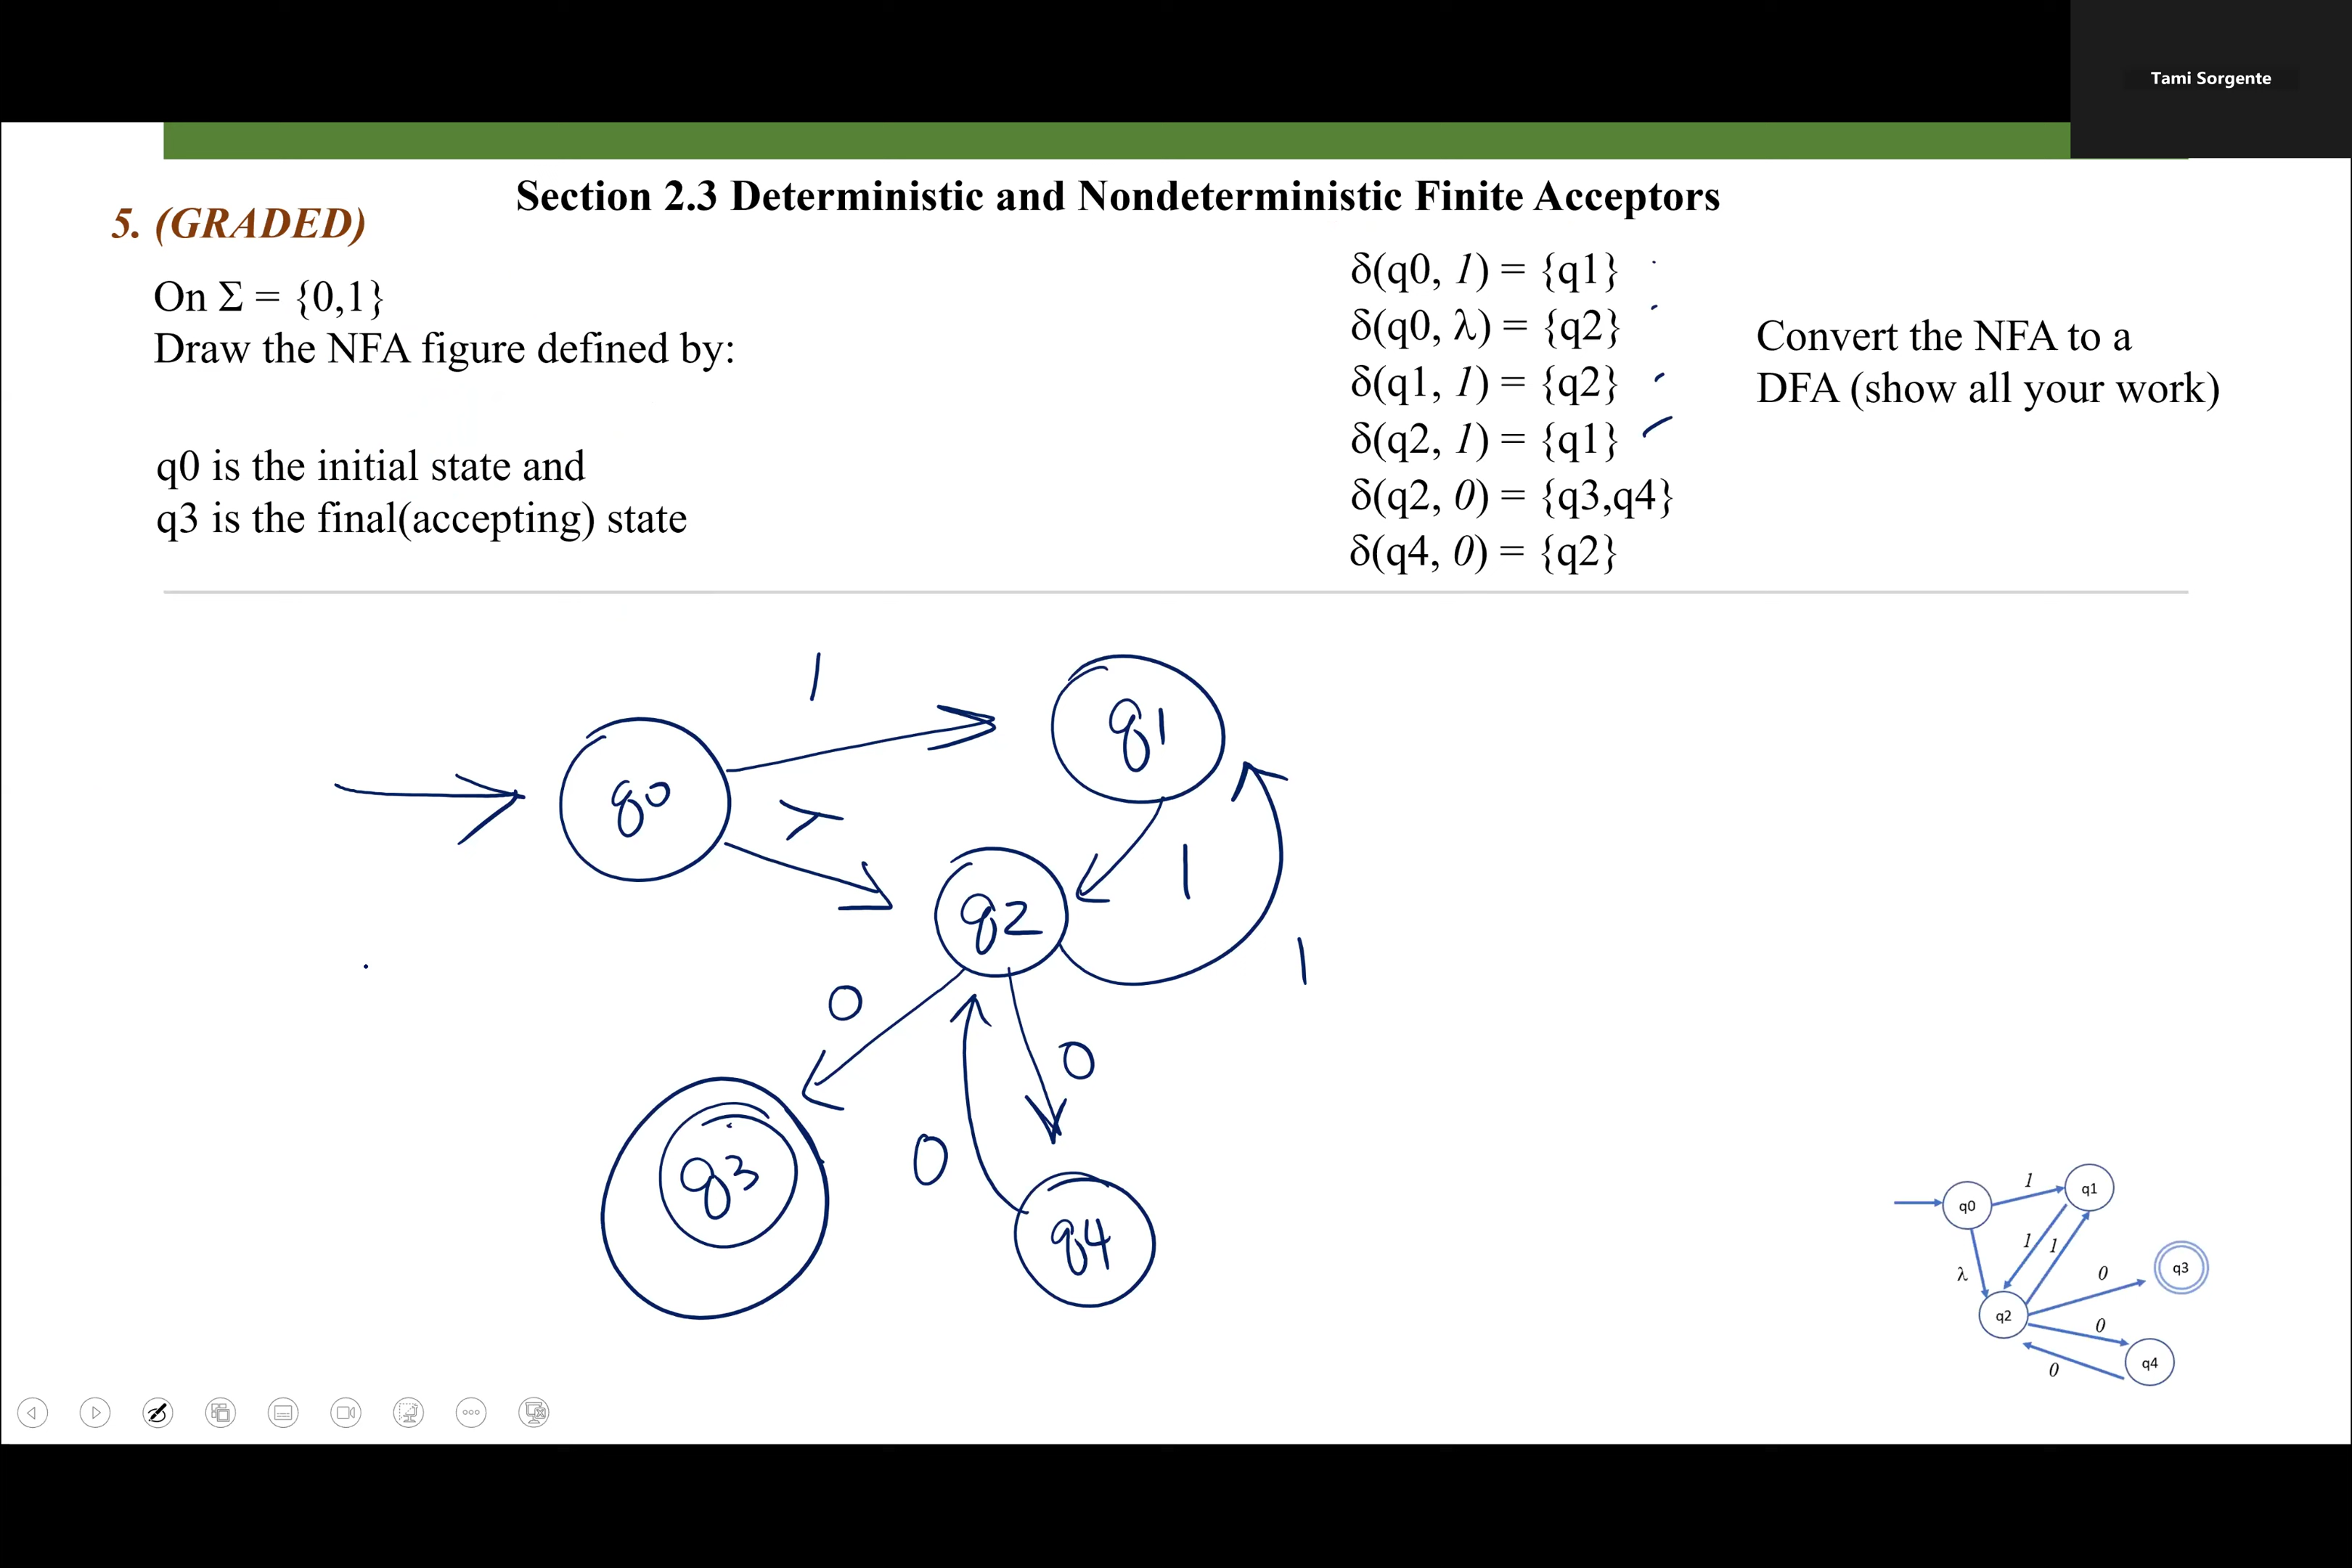 Tami Sorgente
Section 2.3 Deterministic and Nondeterministic Finite Acceptors
5. (GRADED)
On Σ = {0,1}
Draw the NFA figure defined by:
q0 is the initial state and
q3 is the final(accepting) state
δ(q0, 1) = {q1}
δ(q0, λ) = {q2}
δ(q1, 1) = {q2}
δ(q2, 1) = {q1}
δ(q2, 0) = {q3,q4}
δ(q4, 0) = {q2}
Convert the NFA to a
DFA (show all your work)
1
q1
q0
λ
1
q2
1
0
0
0
q3
q4
1
q1
q0
1
1
0
q3
λ
q2
0
0
q4